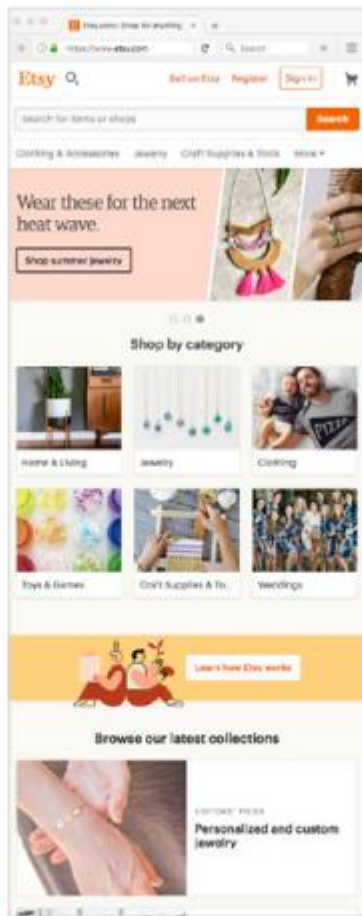 Etsy.com | Shop for anything
https://www.etsy.com
Search
Etsy
Sell on Etsy Register Sign in
Search for items or shops
Search
Clothing & Accessories Jewelry Craft Supplies & Tools More
Wear these for the next
heat wave.
Shop summer jewelry
Shop by category
PIZZA
Home & Living Jewelry Clothing
Toys & Games Craft Supplies & To... Weddings
Learn how Etsy works
Browse our latest collections
EDITORS' PICKS
Personalized and custom
jewelry